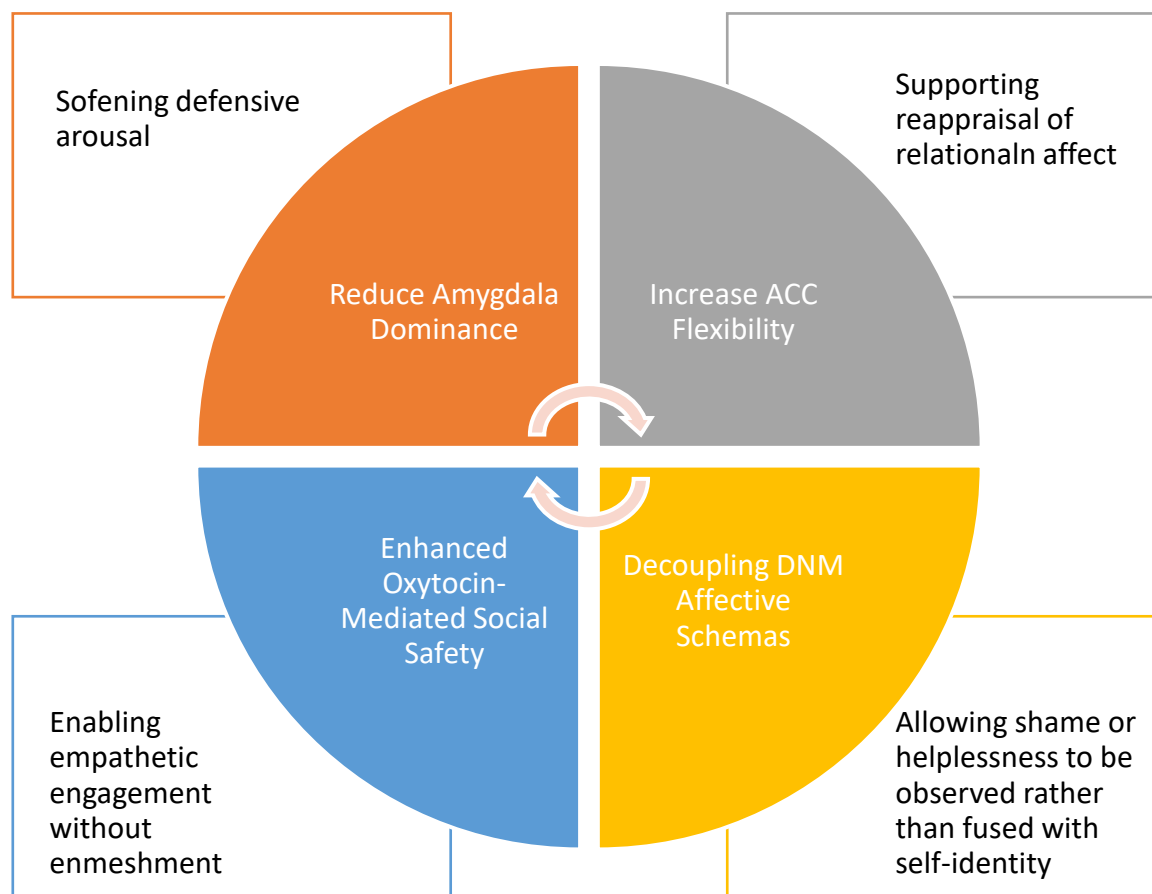 Sofening defensive
arousal
Supporting
reappraisal of
relationaln affect
Reduce Amygdala
Dominance
Increase ACC
Flexibility
Enhanced
Oxytocin-
Mediated Social
Safety
Decoupling DNM
Affective
Schemas
Enabling
empathetic
engagement
without
enmeshment
Allowing shame or
helplessness to be
observed rather
than fused with
self-identity